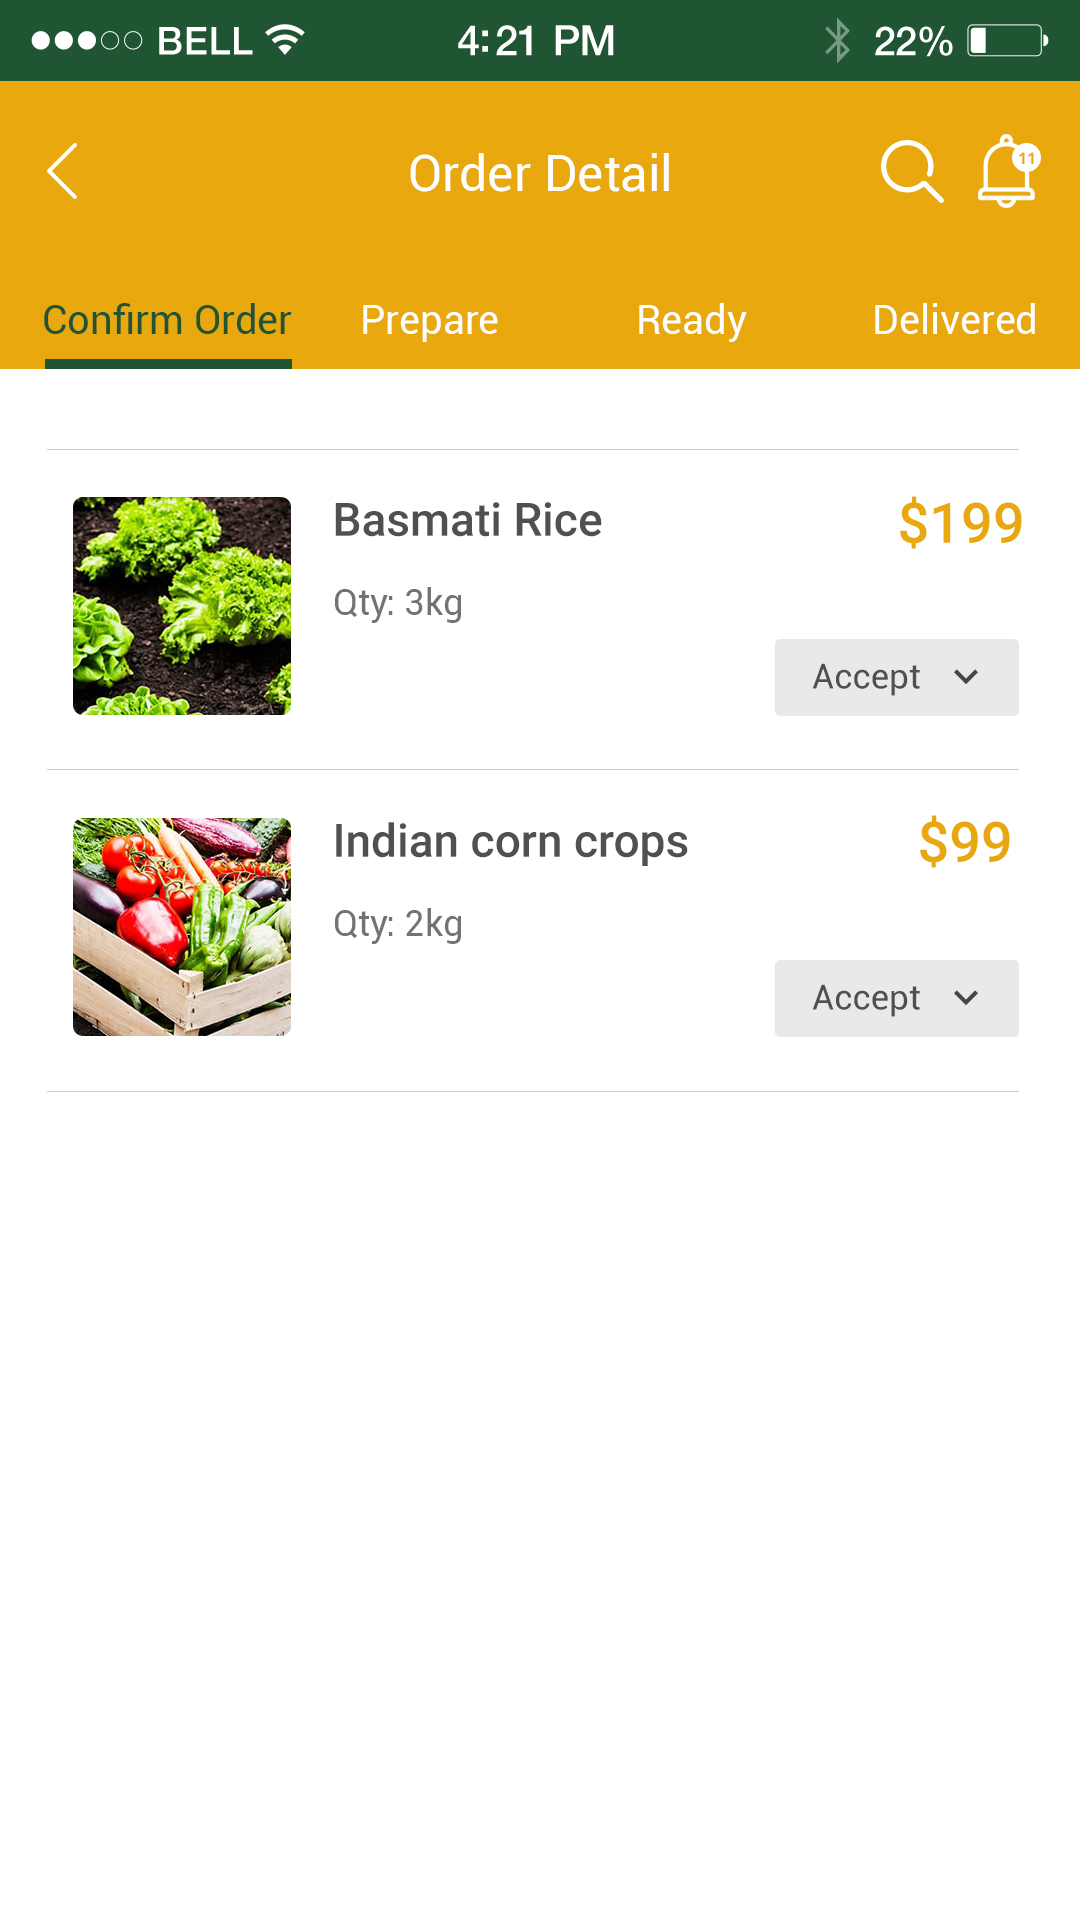 BELL 4:21 PM 22%
Order Detail 11
Confirm Order Prepare Ready Delivered
Basmati Rice $199
Qty: 3kg
Accept
Indian corn crops $99
Qty: 2kg
Accept